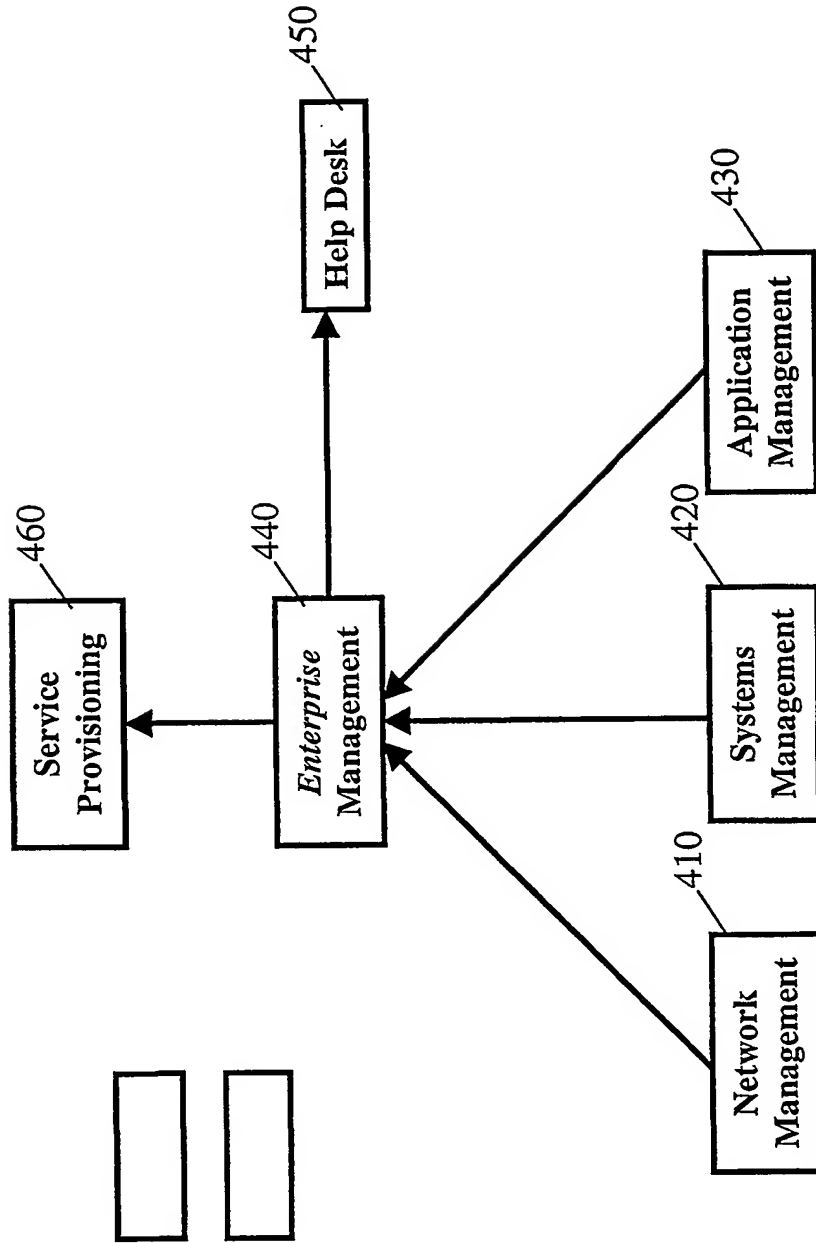 460
Service
Provisioning
440
Enterprise
Management
450
Help Desk
410
Network
Management
420
Systems
Management
430
Application
Management